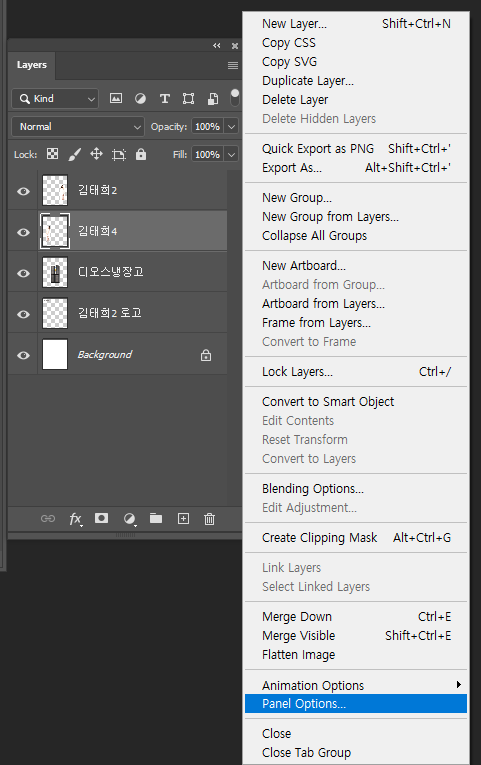 Layers
Kind
Normal
Opacity: 100%
Lock:
Fill: 100%
김태희2
김태희4
디오스냉장고
김태희2 로고
Background
fx
New Layer... Shift+Ctrl+N
Copy CSS
Copy SVG
Duplicate Layer...
Delete Layer
Delete Hidden Layers
Quick Export as PNG Shift+Ctrl+'
Export As... Alt+Shift+Ctrl+'
New Group...
New Group from Layers...
Collapse All Groups
New Artboard...
Artboard from Group...
Artboard from Layers...
Frame from Layers...
Convert to Frame
Lock Layers... Ctrl+/
Convert to Smart Object
Edit Contents
Reset Transform
Convert to Layers
Blending Options...
Edit Adjustment...
Create Clipping Mask Alt+Ctrl+G
Link Layers
Select Linked Layers
Merge Down Ctrl+E
Merge Visible Shift+Ctrl+E
Flatten Image
Animation Options
Panel Options...
Close
Close Tab Group